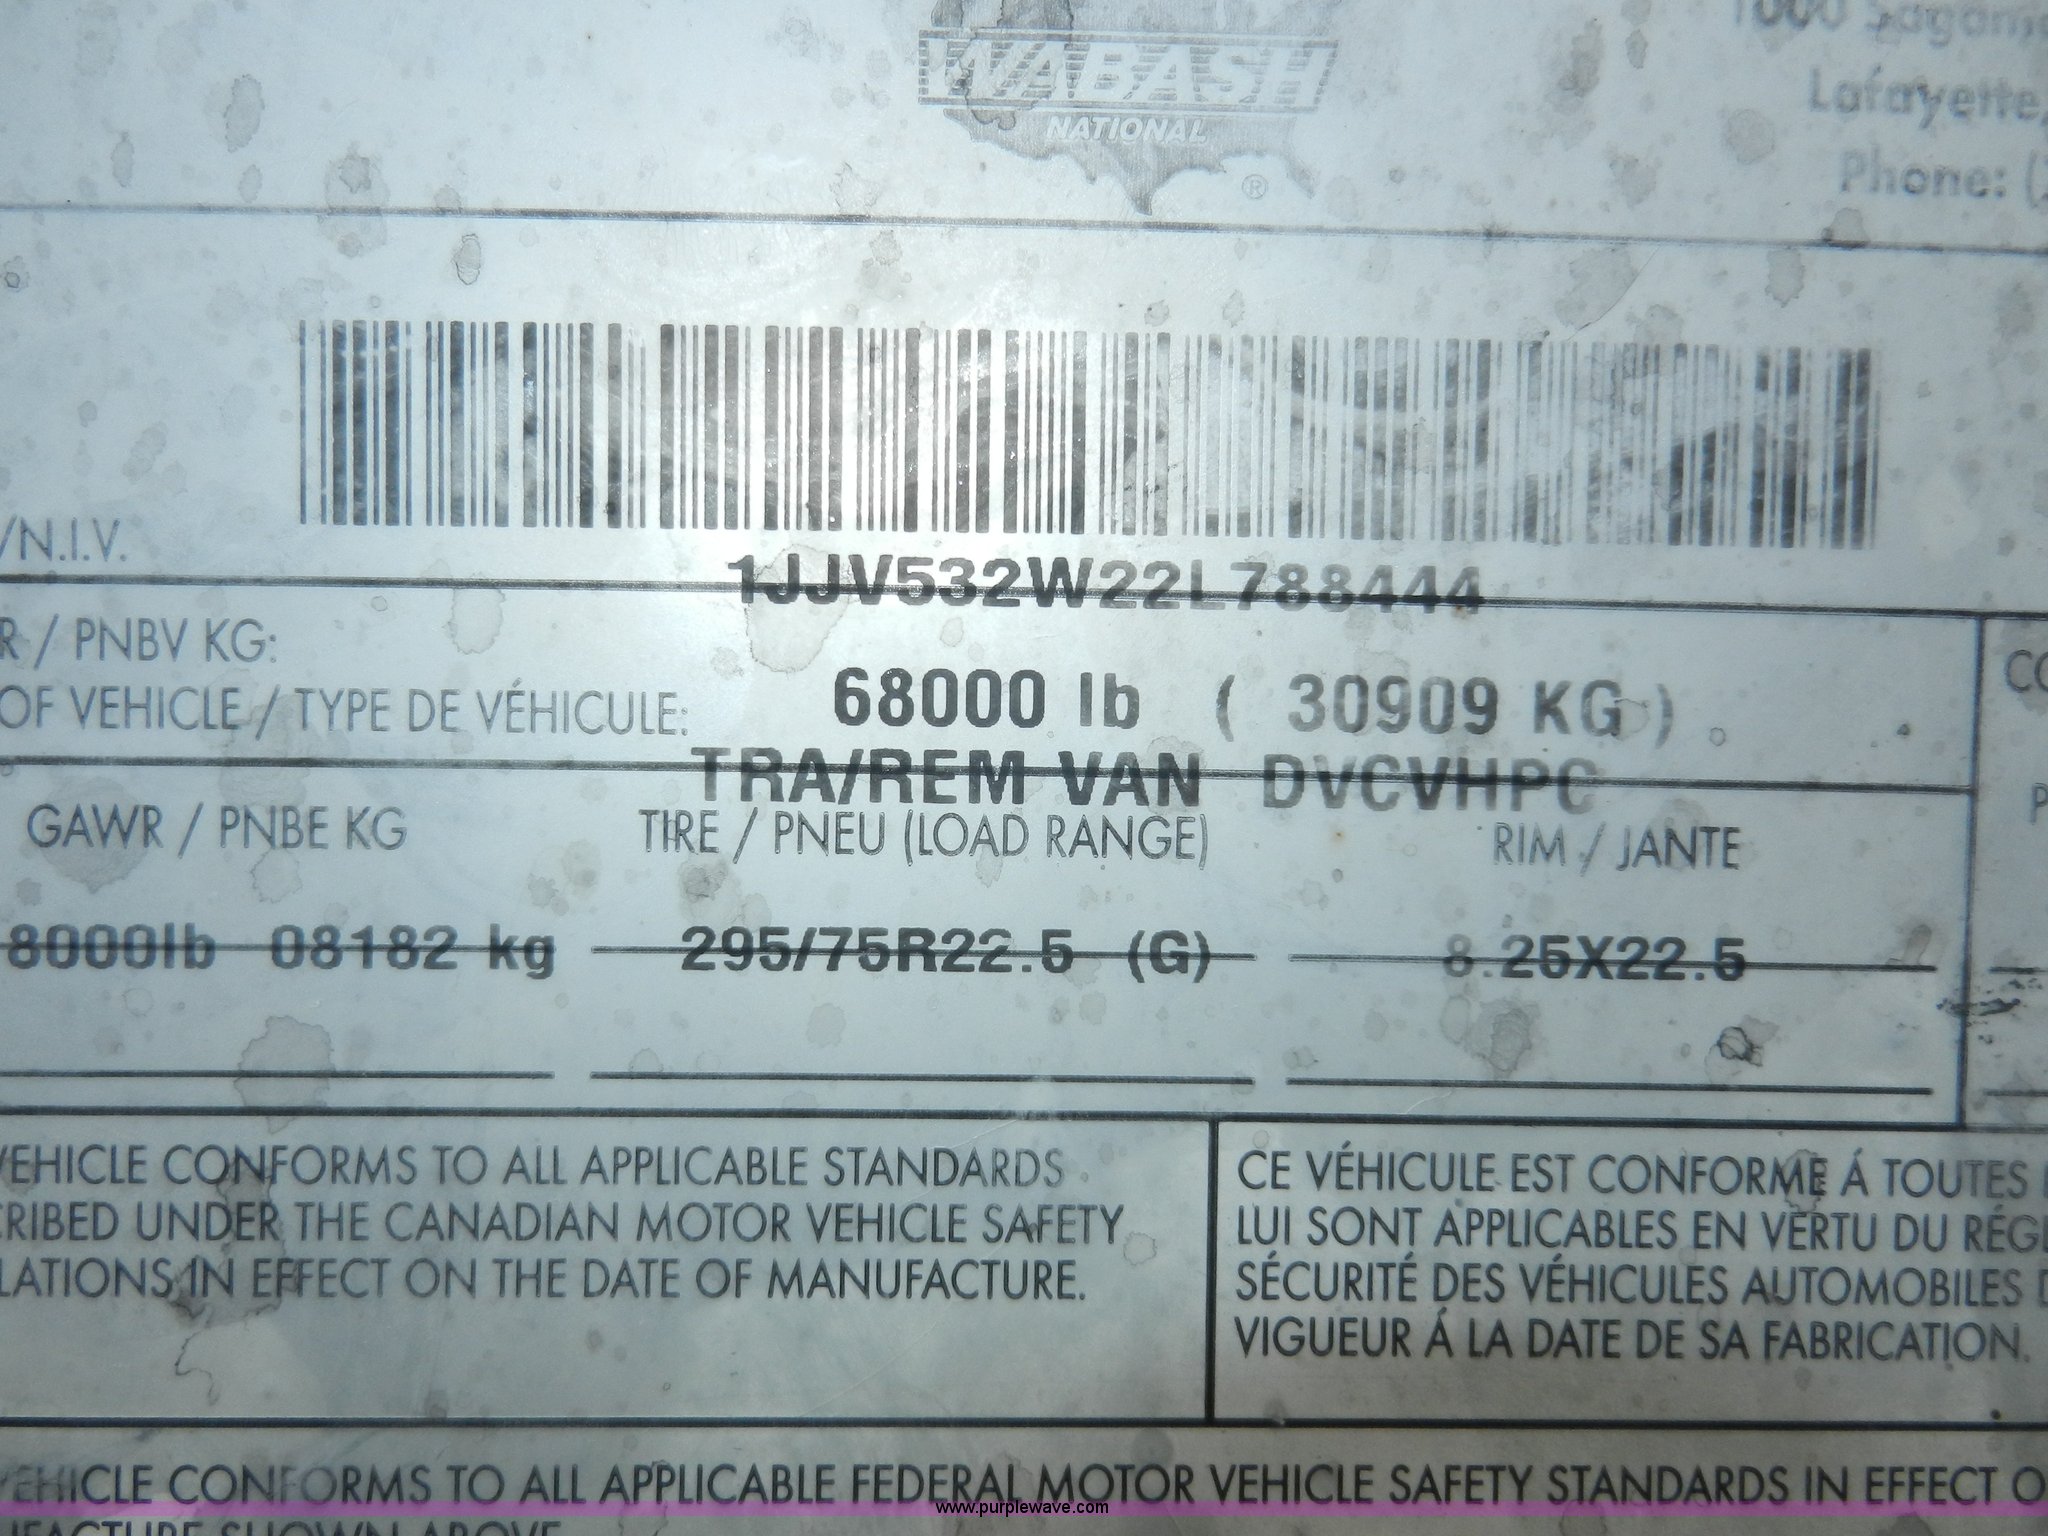 WABASH
NATIONAL
®
1000
Lafayette,
Phone: (
/N.I.V.
1JJV532W22L788444
R / PNBV KG:
68000 lb ( 30909 KG )
OF VEHICLE / TYPE DE VÉHICULE:
TRA/REM VAN DVCVHPC
GAWR / PNBE KG TIRE / PNEU (LOAD RANGE) RIM / JANTE
8000lb 08182 kg 295/75R22.5 (G) 8.25X22.5
VEHICLE CONFORMS TO ALL APPLICABLE STANDARDS
CRIBED UNDER THE CANADIAN MOTOR VEHICLE SAFETY
LATIONS IN EFFECT ON THE DATE OF MANUFACTURE.
CE VÉHICULE EST CONFORME Á TOUTES
LUI SONT APPLICABLES EN VERTU DU RÉGL
SÉCURITÉ DES VÉHICULES AUTOMOBILES D
VIGUEUR Á LA DATE DE SA FABRICATION.
VEHICLE CONFORMS TO ALL APPLICABLE FEDERAL MOTOR VEHICLE SAFETY STANDARDS IN EFFECT O
UFACTURE SHOWN ABOVE
www.purplewave.com